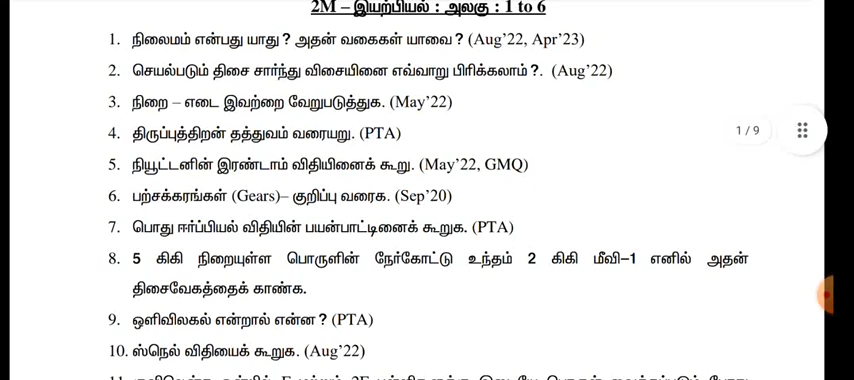 2M – இயற்பியல் : அலகு : 1 to 6
1. நிலைமம் என்பது யாது ? அதன் வகைகள் யாவை ? (Aug’22, Apr’23)
2. செயல்படும் திசை சார்ந்து விசையினை எவ்வாறு பிரிக்கலாம் ?. (Aug’22)
3. நிறை – எடை இவற்றை வேறுபடுத்துக. (May’22)
1 / 9
4. திருப்புத்திறன் தத்துவம் வரையறு. (PTA)
5. நியூட்டனின் இரண்டாம் விதியினைக் கூறு. (May’22, GMQ)
6. பற்சக்கரங்கள் (Gears)– குறிப்பு வரைக. (Sep’20)
7. பொது ஈர்ப்பியல் விதியின் பயன்பாட்டினைக் கூறுக. (PTA)
8. 5 கிகி நிறையுள்ள பொருளின் நேர்கோட்டு உந்தம் 2 கிகி மீவி–1 எனில் அதன்
திசைவேகத்தைக் காண்க.
9. ஒளிவிலகல் என்றால் என்ன ? (PTA)
10. ஸ்நெல் விதியைக் கூறுக. (Aug’22)